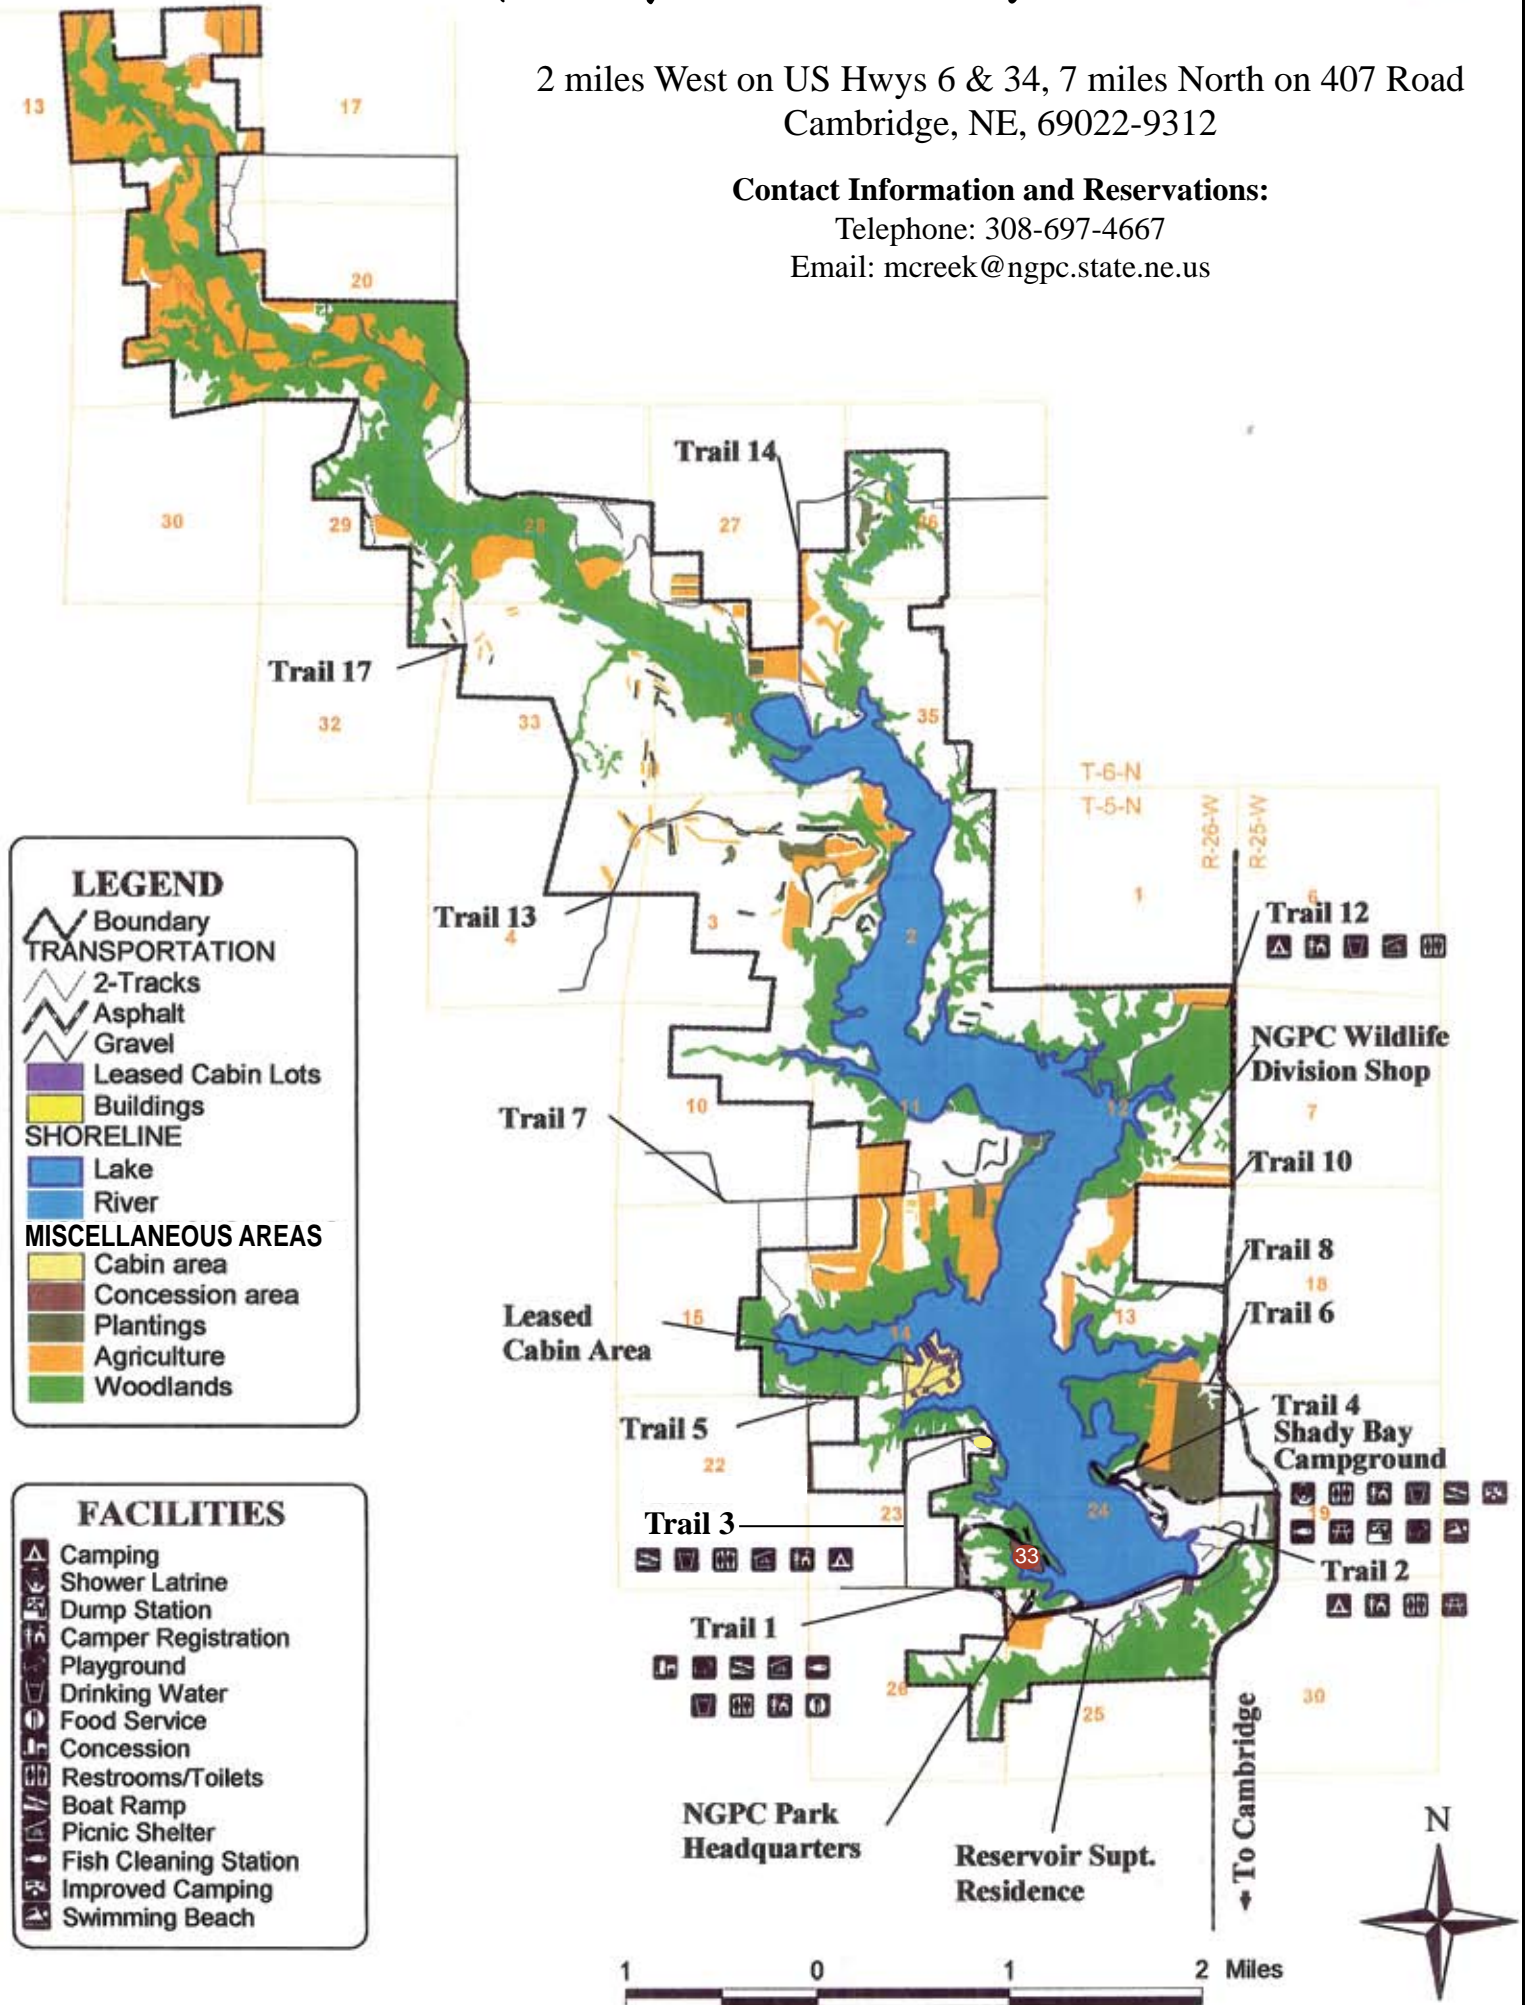 2 miles West on US Hwys 6 & 34, 7 miles North on 407 Road
Cambridge, NE, 69022-9312
Contact Information and Reservations:
Telephone: 308-697-4667
Email: mcreek@ngpc.state.ne.us
13
17
20
Trail 14
30
29
28
27
26
Trail 17
32
33
35
T-6-N
T-5-N
R-26-W
R-25-W
1
6
Trail 12
Trail 13
4
3
2
NGPC Wildlife
Division Shop
10
11
12
7
Trail 7
Trail 10
Trail 8
18
Leased
Cabin Area
15
14
13
Trail 6
Trail 5
Trail 4
Shady Bay
Campground
22
23
24
19
Trail 3
33
Trail 2
Trail 1
26
25
30
NGPC Park
Headquarters
Reservoir Supt.
Residence
To Cambridge
N
1 0 1 2 Miles
LEGEND
Boundary
TRANSPORTATION
2-Tracks
Asphalt
Gravel
Leased Cabin Lots
Buildings
SHORELINE
Lake
River
MISCELLANEOUS AREAS
Cabin area
Concession area
Plantings
Agriculture
Woodlands
FACILITIES
Camping
Shower Latrine
Dump Station
Camper Registration
Playground
Drinking Water
Food Service
Concession
Restrooms/Toilets
Boat Ramp
Picnic Shelter
Fish Cleaning Station
Improved Camping
Swimming Beach